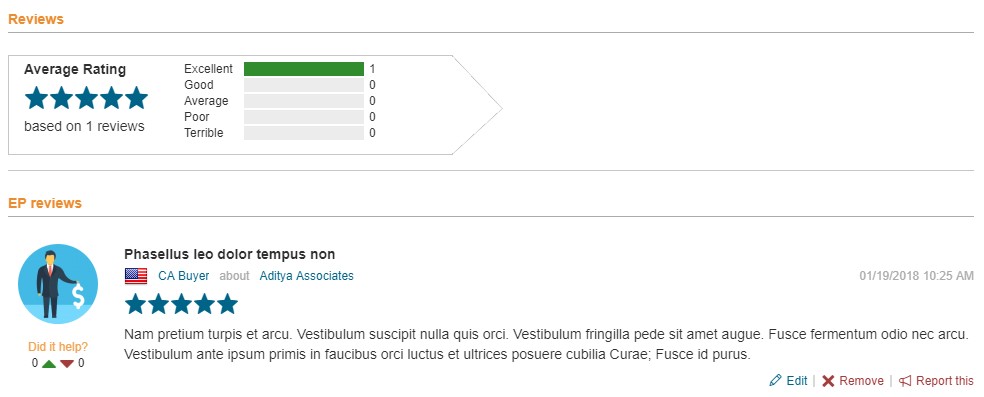 Reviews
Average Rating
based on 1 reviews
Excellent 1
Good 0
Average 0
Poor 0
Terrible 0
EP reviews
Phasellus leo dolor tempus non
CA Buyer about Aditya Associates 01/19/2018 10:25 AM
Nam pretium turpis et arcu. Vestibulum suscipit nulla quis orci. Vestibulum fringilla pede sit amet augue. Fusce fermentum odio nec arcu.
Vestibulum ante ipsum primis in faucibus orci luctus et ultrices posuere cubilia Curae; Fusce id purus.
$
Did it help?
0 0
Edit | Remove | Report this